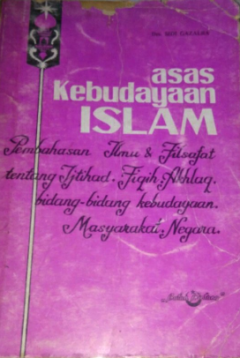 asas
Kebudayaan
ISLAM
Pembahasan Ilmu & Filsafat
tentang Ijtihad. Fiqih. Akhlaq.
bidang-bidang kebudayaan.
Masyarakat, Negara.